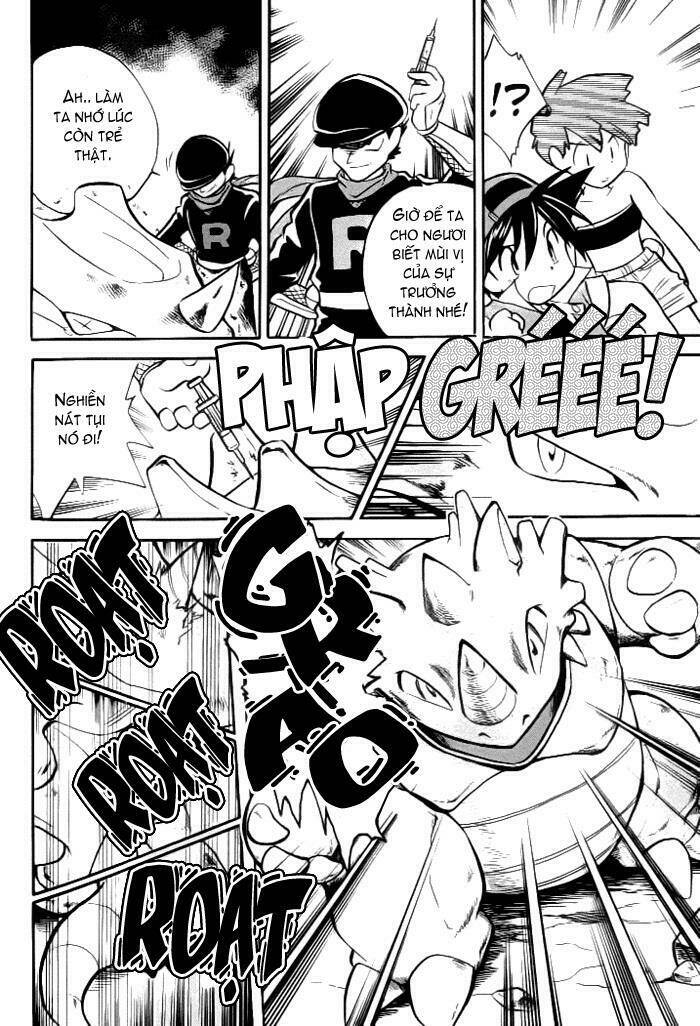 AH.. LÀM
TA NHỚ LÚC
CÒN TRẺ
THẬT.
R
R
GIỜ ĐỂ TA
CHO NGƯƠI
BIẾT MÙI VỊ
CỦA SỰ
TRƯỞNG
THÀNH NHÉ!
!?
NGHIỀN
NÁT TỤI
NÓ ĐI!
PHẬP
GRÉÉÉ!
GRÀO
ROẠT
ROẠT
ROẠT